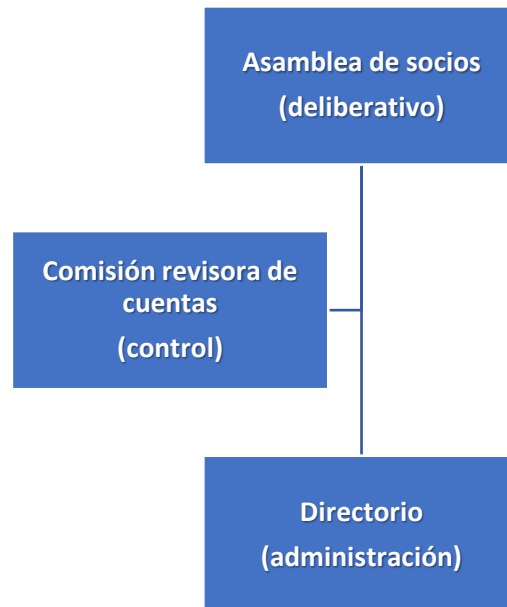 Asamblea de socios
(deliberativo)
Comisión revisora de
cuentas
(control)
Directorio
(administración)